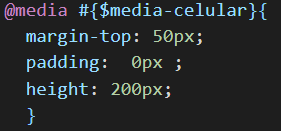 @media #{$media-celular}{
margin-top: 50px;
padding:  0px ;
height: 200px;
}